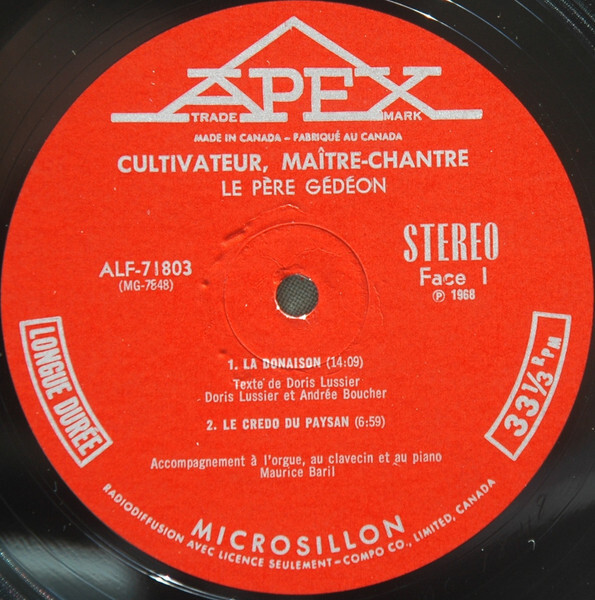 APEX
TRADE MARK
MADE IN CANADA – FABRIQUÉ AU CANADA
CULTIVATEUR, MAÎTRE-CHANTRE
LE PÈRE GÉDÉON
ALF-71803
(MG-7848)
STEREO
Face 1
℗ 1968
LONGUE DURÉE
33 1/3 RPM
1. LA DONAISON (14:09)
Texte de Doris Lussier
Doris Lussier et Andrée Boucher
2. LE CREDO DU PAYSAN (6:59)
Accompagnement à l'orgue, au clavecin et au piano
Maurice Baril
MICROSILLON
RADIODIFFUSION AVEC LICENCE SEULEMENT–COMPO CO., LIMITED, CANADA